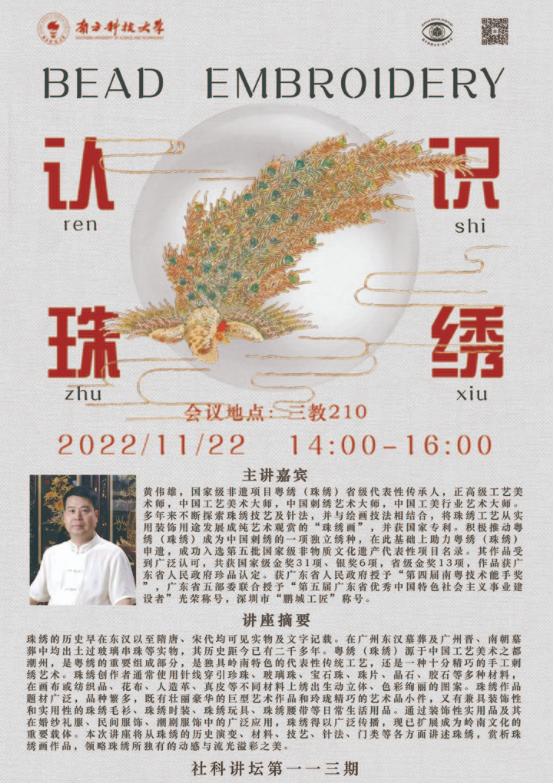 南方科技大学
BEAD EMBROIDERY
认 识
ren shi
珠 绣
zhu xiu
会议地点：三教210
2022/11/22 14:00-16:00
主讲嘉宾
黄伟雄，国家级非遗项目粤绣（珠绣）省级代表性传承人，正高级工艺美
术师，中国工艺美术大师，中国刺绣艺术大师，中国工美行业艺术大师。
多年来不断探索珠绣技艺及针法，并与绘画技法相结合，将珠绣工艺从实
用装饰用途发展成纯艺术观赏的“珠绣画”，并获国家专利。积极推动粤
绣（珠绣）成为中国刺绣的一项独立绣种，在此基础上助力粤绣（珠绣）
申遗，成功入选第五批国家级非物质文化遗产代表性项目名录。其作品受
到广泛认可，共获国家级金奖31项、银奖6项，省级金奖13项，作品获广
东省人民政府珍品认定。获广东省人民政府授予“第四届南粤技术能手奖
”，广东省五部委联合授予“第五届广东省优秀中国特色社会主义事业建
设者”光荣称号，深圳市“鹏城工匠”称号。
讲座摘要
珠绣的历史早在东汉以至隋唐、宋代均可见实物及文字记载。在广州东汉墓葬及广州晋、南朝墓
葬中均出土过玻璃串珠等实物，其历史距今已有二千多年。粤绣（珠绣）源于中国工艺美术之都
潮州，是粤绣的重要组成部分，是独具岭南特色的代表性传统工艺，还是一种十分精巧的手工刺
绣艺术。珠绣创作者通常使用针线穿引珍珠、玻璃珠、宝石珠、珠片、晶石、胶石等多种材料，
在画布或纺织品、花布、人造革、真皮等不同材料上绣出生动立体、色彩绚丽的图案。珠绣作品
题材广泛，品种繁多，既有壮丽豪华的巨型艺术作品和玲珑精巧的艺术品小件，又有兼具装饰性
和实用性的珠绣毛衫、珠绣时装、珠绣玩具、珠绣腰带等日常生活用品。通过装饰性实用品及其
在婚纱礼服、民间服饰、潮剧服饰中的广泛应用，珠绣得以广泛传播，现已扩展成为岭南文化的
重要载体。本次讲座将从珠绣的历史演变、材料、技艺、针法、门类等各方面讲述珠绣，赏析珠
绣画作品，领略珠绣所独有的动感与流光溢彩之美。
社科讲坛第一一三期